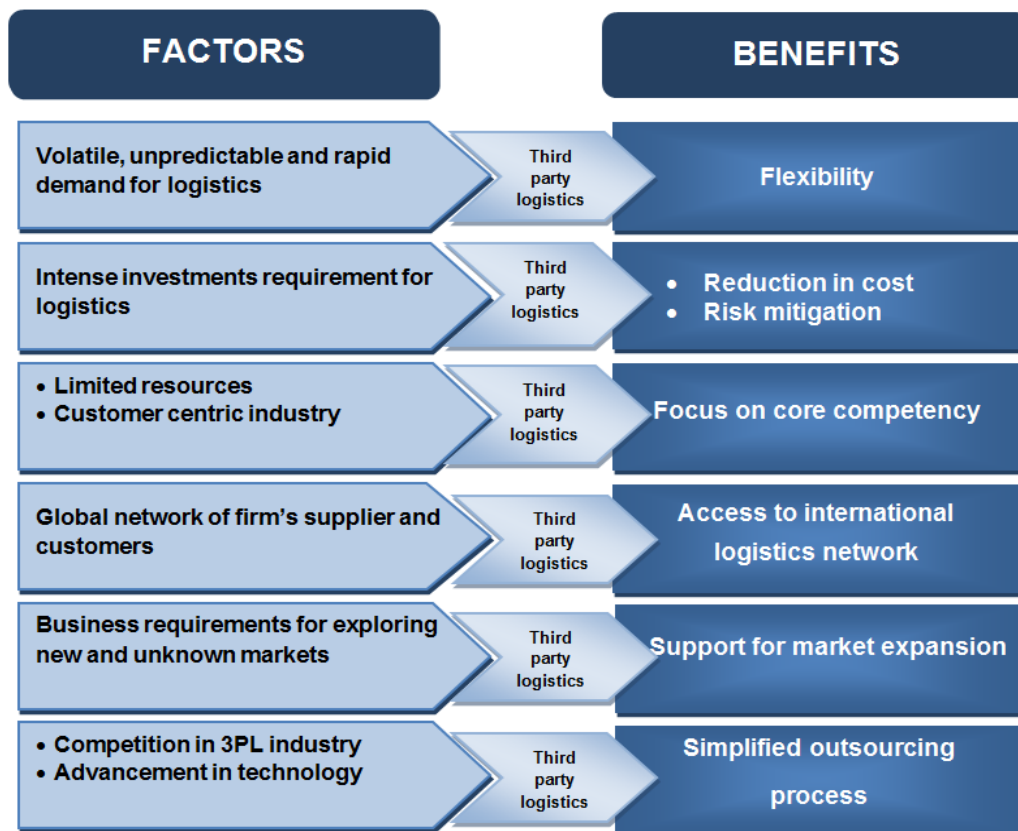 FACTORS
BENEFITS
Volatile, unpredictable and rapid
demand for logistics
Third
party
logistics
Flexibility
Intense investments requirement for
logistics
Third
party
logistics
• Reduction in cost
• Risk mitigation
• Limited resources
• Customer centric industry
Third
party
logistics
Focus on core competency
Global network of firm's supplier and
customers
Third
party
logistics
Access to international
logistics network
Business requirements for exploring
new and unknown markets
Third
party
logistics
Support for market expansion
• Competition in 3PL industry
• Advancement in technology
Third
party
logistics
Simplified outsourcing
process